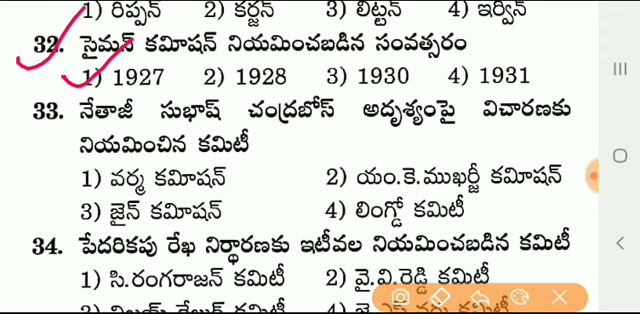 1) రిప్పన్ 2) కర్జన్ 3) లిట్టన్ 4) ఇర్విన్
32. సైమన్ కమిషన్ నియమించబడిన సంవత్సరం
1) 1927 2) 1928 3) 1930 4) 1931
33. నేతాజీ సుభాష్ చంద్రబోస్ అదృశ్యంపై విచారణకు
నియమించిన కమిటీ
1) వర్మ కమిషన్ 2) యం.కె.ముఖర్జీ కమిషన్
3) జైన్ కమిషన్ 4) లింగ్డో కమిటీ
34. పేదరికపు రేఖ నిర్థారణకు ఇటీవల నియమించబడిన కమిటీ
1) సి.రంగరాజన్ కమిటీ 2) వై.వి.రెడ్డి కమిటీ